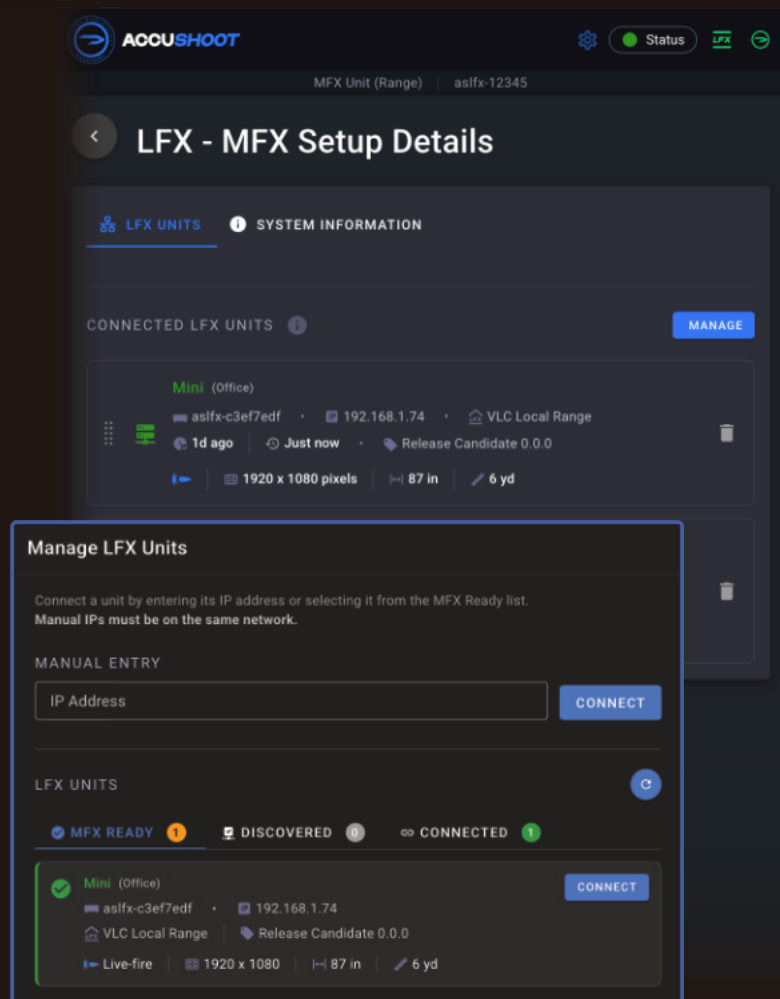 ACCUSHOOT
Status
LFX
MFX Unit (Range) aslfx-12345
LFX - MFX Setup Details
LFX UNITS
SYSTEM INFORMATION
CONNECTED LFX UNITS
MANAGE
Mini (Office)
aslfx-c3ef7edf • 192.168.1.74 • VLC Local Range
1d ago Just now • Release Candidate 0.0.0
1920 x 1080 pixels 87 in 6 yd
Manage LFX Units
Connect a unit by entering its IP address or selecting it from the MFX Ready list.
Manual IPs must be on the same network.
MANUAL ENTRY
IP Address
CONNECT
LFX UNITS
MFX READY 1
DISCOVERED 0
CONNECTED 1
Mini (Office)
CONNECT
aslfx-c3ef7edf • 192.168.1.74
VLC Local Range Release Candidate 0.0.0
Live-fire 1920 x 1080 87 in 6 yd